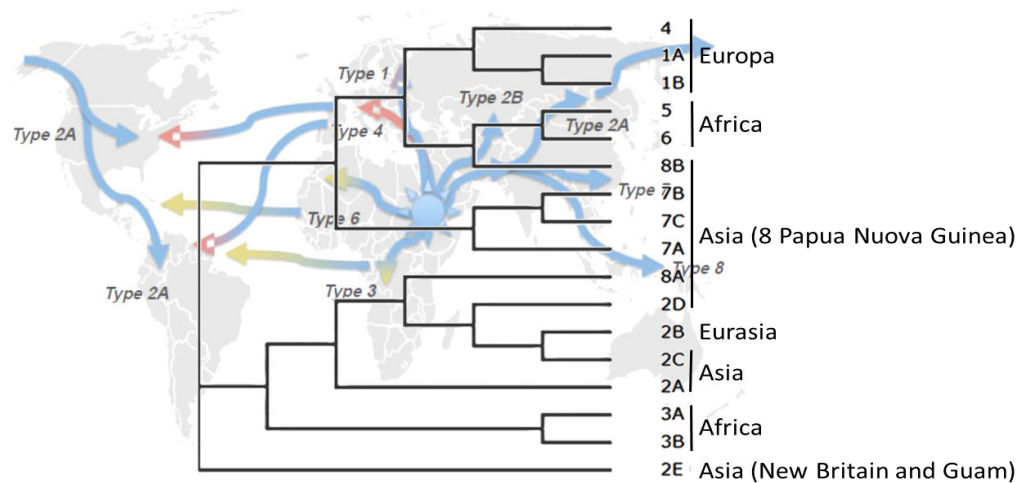 4
1A
Europa
1B
Type 1
Type 2B
5
Type 2A
Africa
Type 2A
Type 4
6
8B
Type 7
7B
Type 6
7C
Asia (8 Papua Nuova Guinea)
7A
Type 8
8A
Type 2A
Type 3
2D
2B
Eurasia
2C
Asia
2A
3A
Africa
3B
2E
Asia (New Britain and Guam)